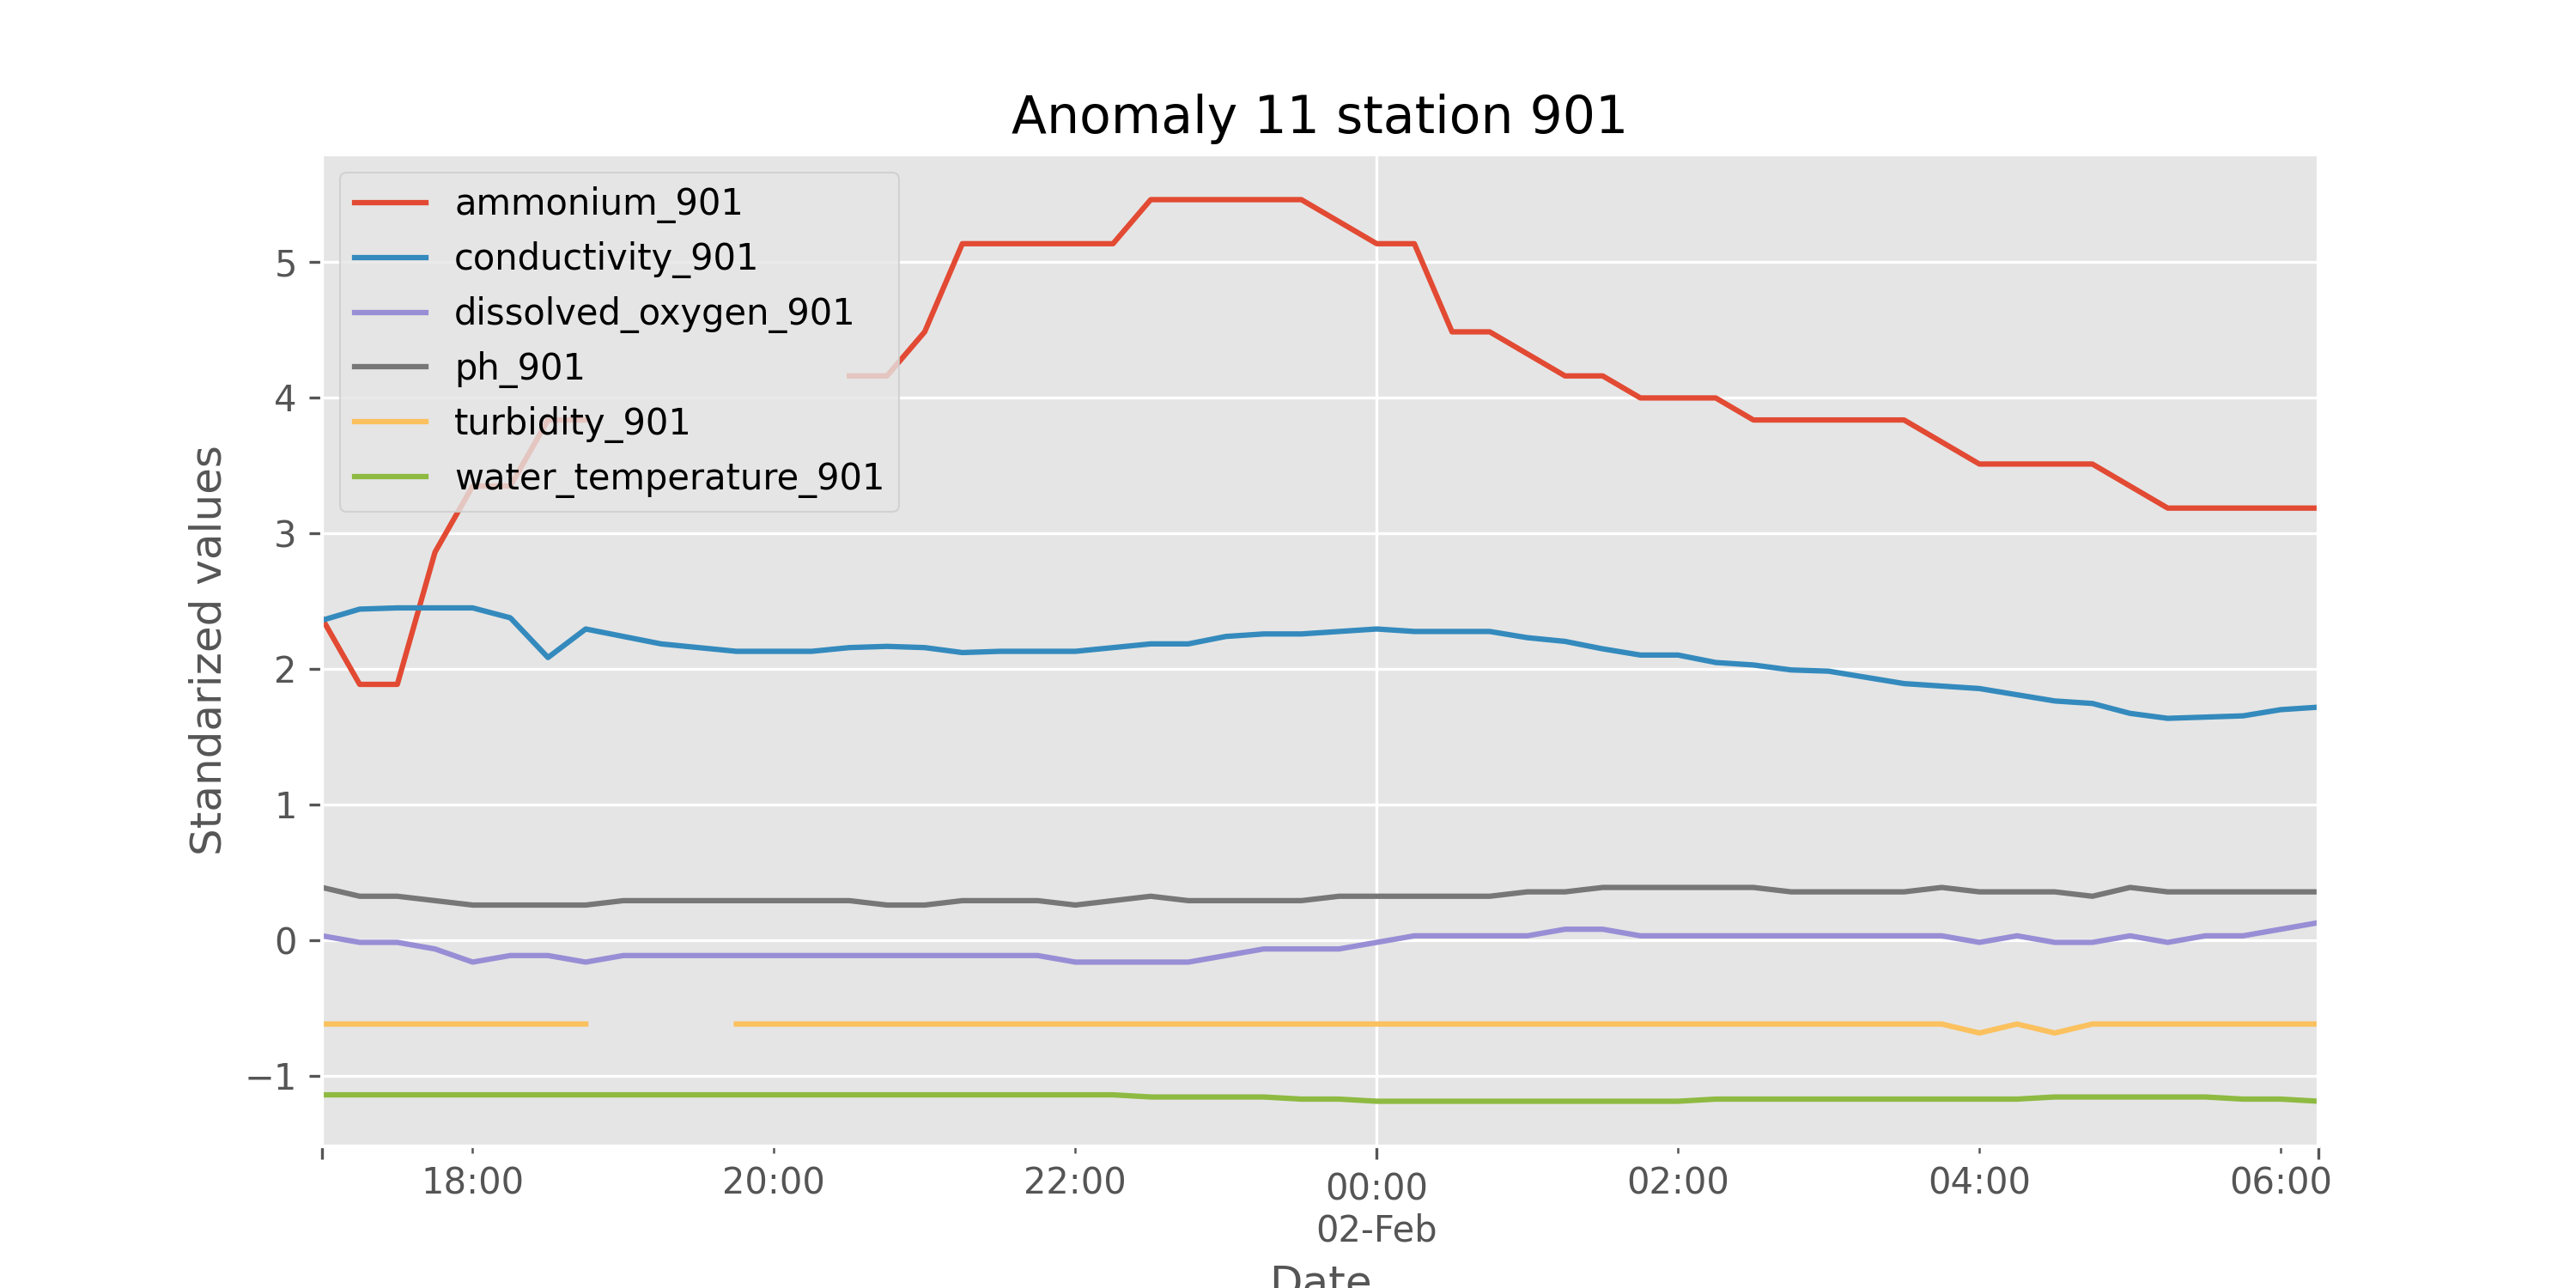 Anomaly 11 station 901
ammonium_901
conductivity_901
dissolved_oxygen_901
ph_901
turbidity_901
water_temperature_901
Standarized values
5
4
3
2
1
0
−1
18:00 20:00 22:00 00:00 02:00 04:00 06:00
02-Feb
Date